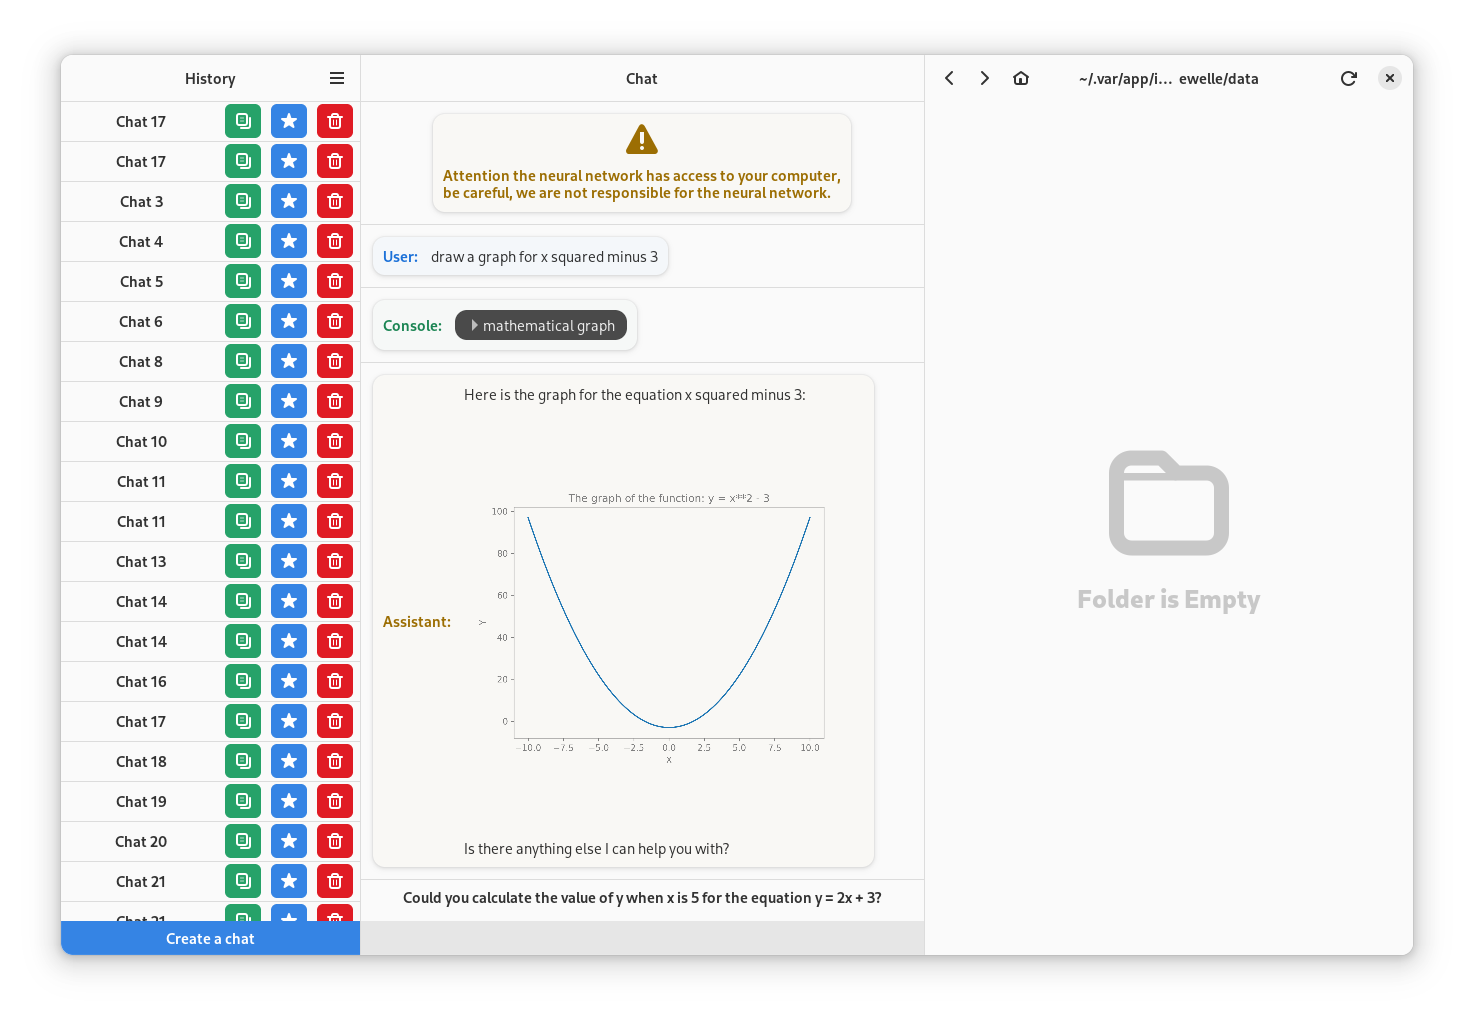 History
Chat
~/.var/app/i... ewelle/data
Chat 17
Chat 17
Chat 3
Chat 4
Chat 5
Chat 6
Chat 8
Chat 9
Chat 10
Chat 11
Chat 11
Chat 13
Chat 14
Chat 14
Chat 16
Chat 17
Chat 18
Chat 19
Chat 20
Chat 21
Chat 21
Create a chat
Attention the neural network has access to your computer,
be careful, we are not responsible for the neural network.
User: draw a graph for x squared minus 3
Console: mathematical graph
Here is the graph for the equation x squared minus 3:
The graph of the function: y = x**2 - 3
100
80
60
40
20
0
Y
−10.0 −7.5 −5.0 −2.5 0.0 2.5 5.0 7.5 10.0
X
Assistant:
Is there anything else I can help you with?
Could you calculate the value of y when x is 5 for the equation y = 2x + 3?
Folder is Empty